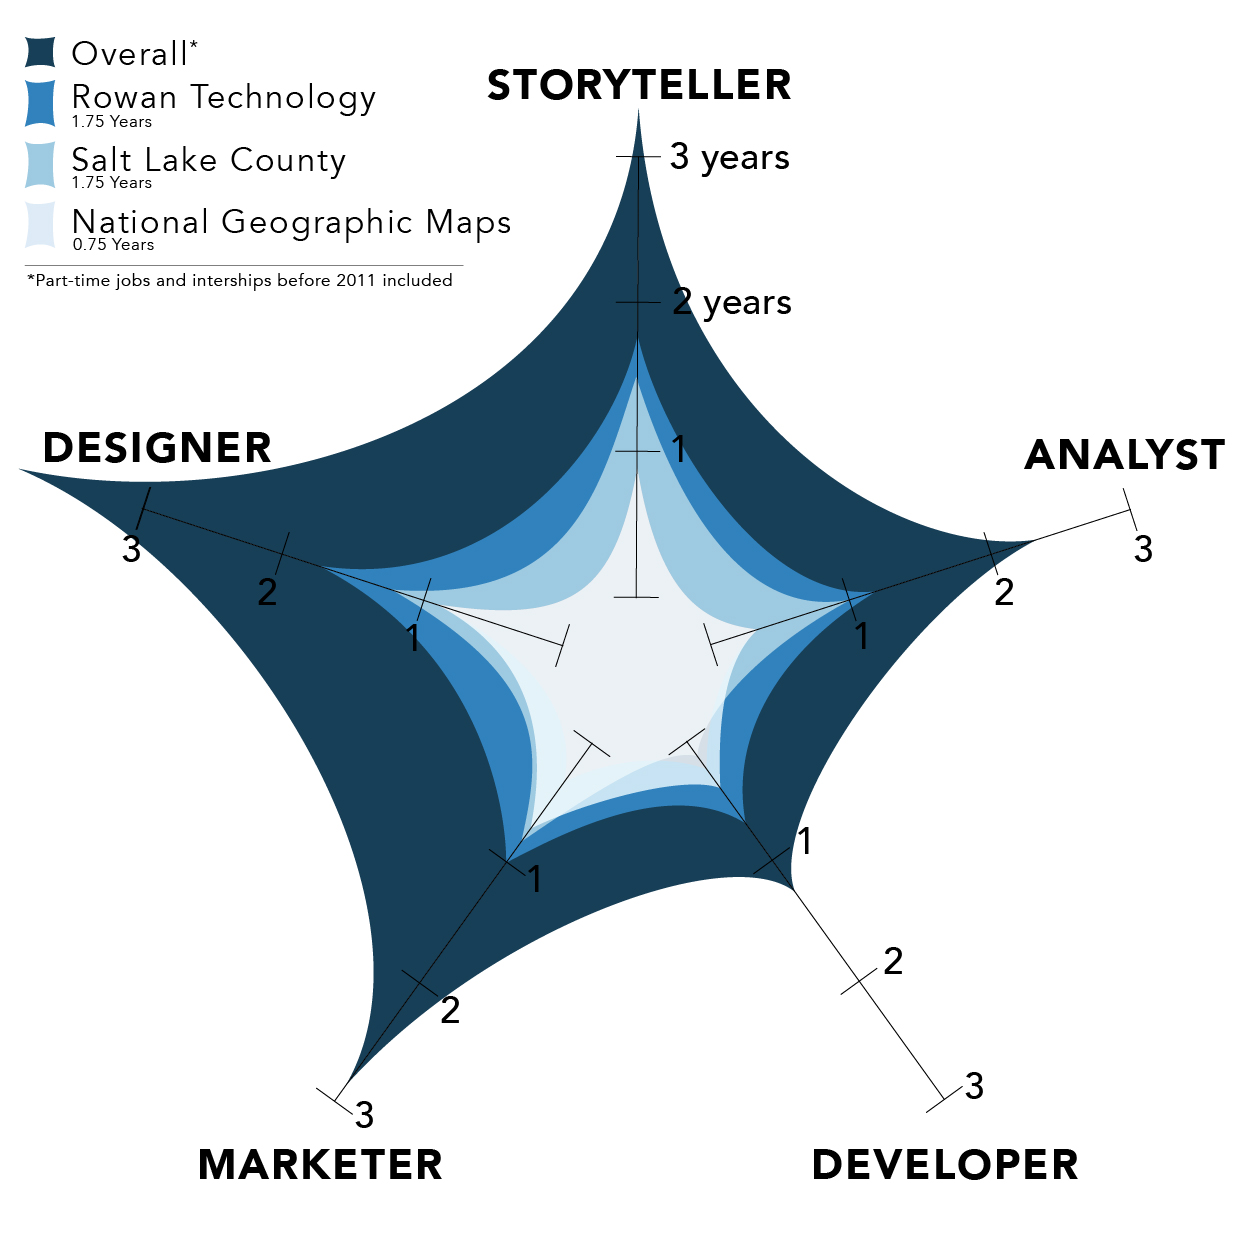 Overall*
Rowan Technology
1.75 Years
Salt Lake County
1.75 Years
National Geographic Maps
0.75 Years
*Part-time jobs and interships before 2011 included
STORYTELLER
3 years
2 years
1
DESIGNER
3
2
1
ANALYST
3
2
1
MARKETER
1
2
3
DEVELOPER
1
2
3